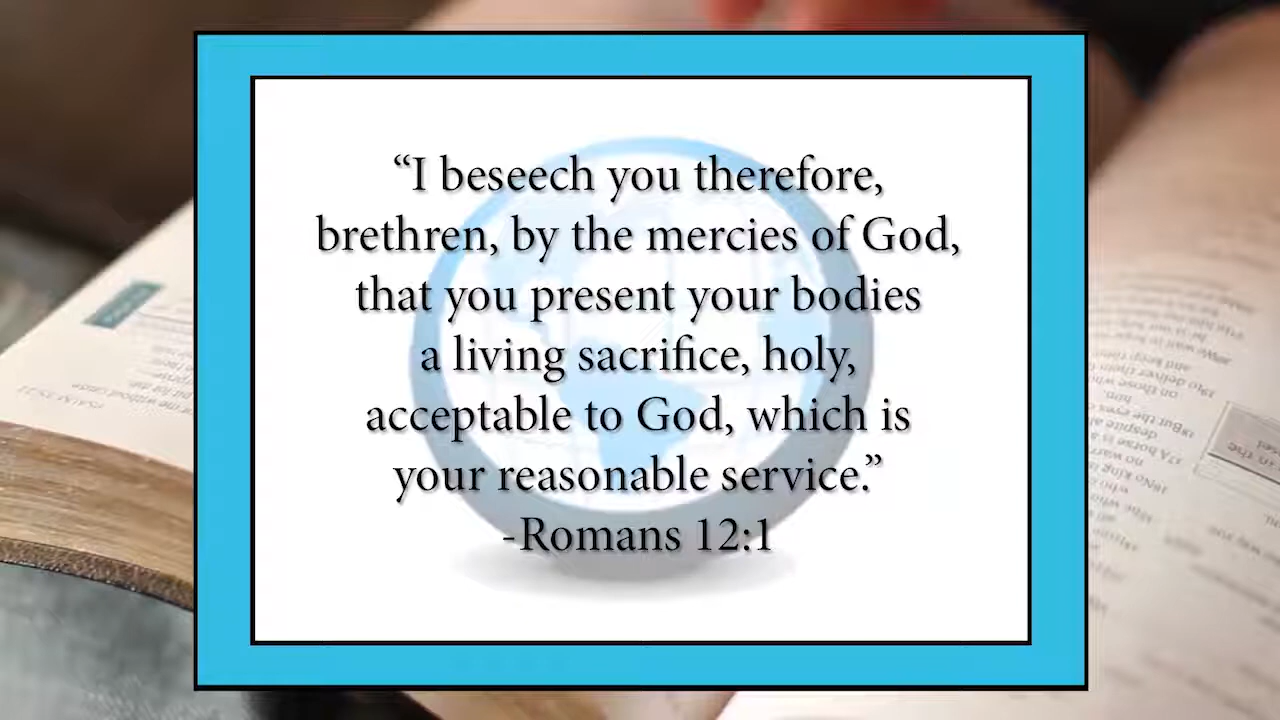 “I beseech you therefore,
brethren, by the mercies of God,
that you present your bodies
a living sacrifice, holy,
acceptable to God, which is
your reasonable service.”
-Romans 12:1